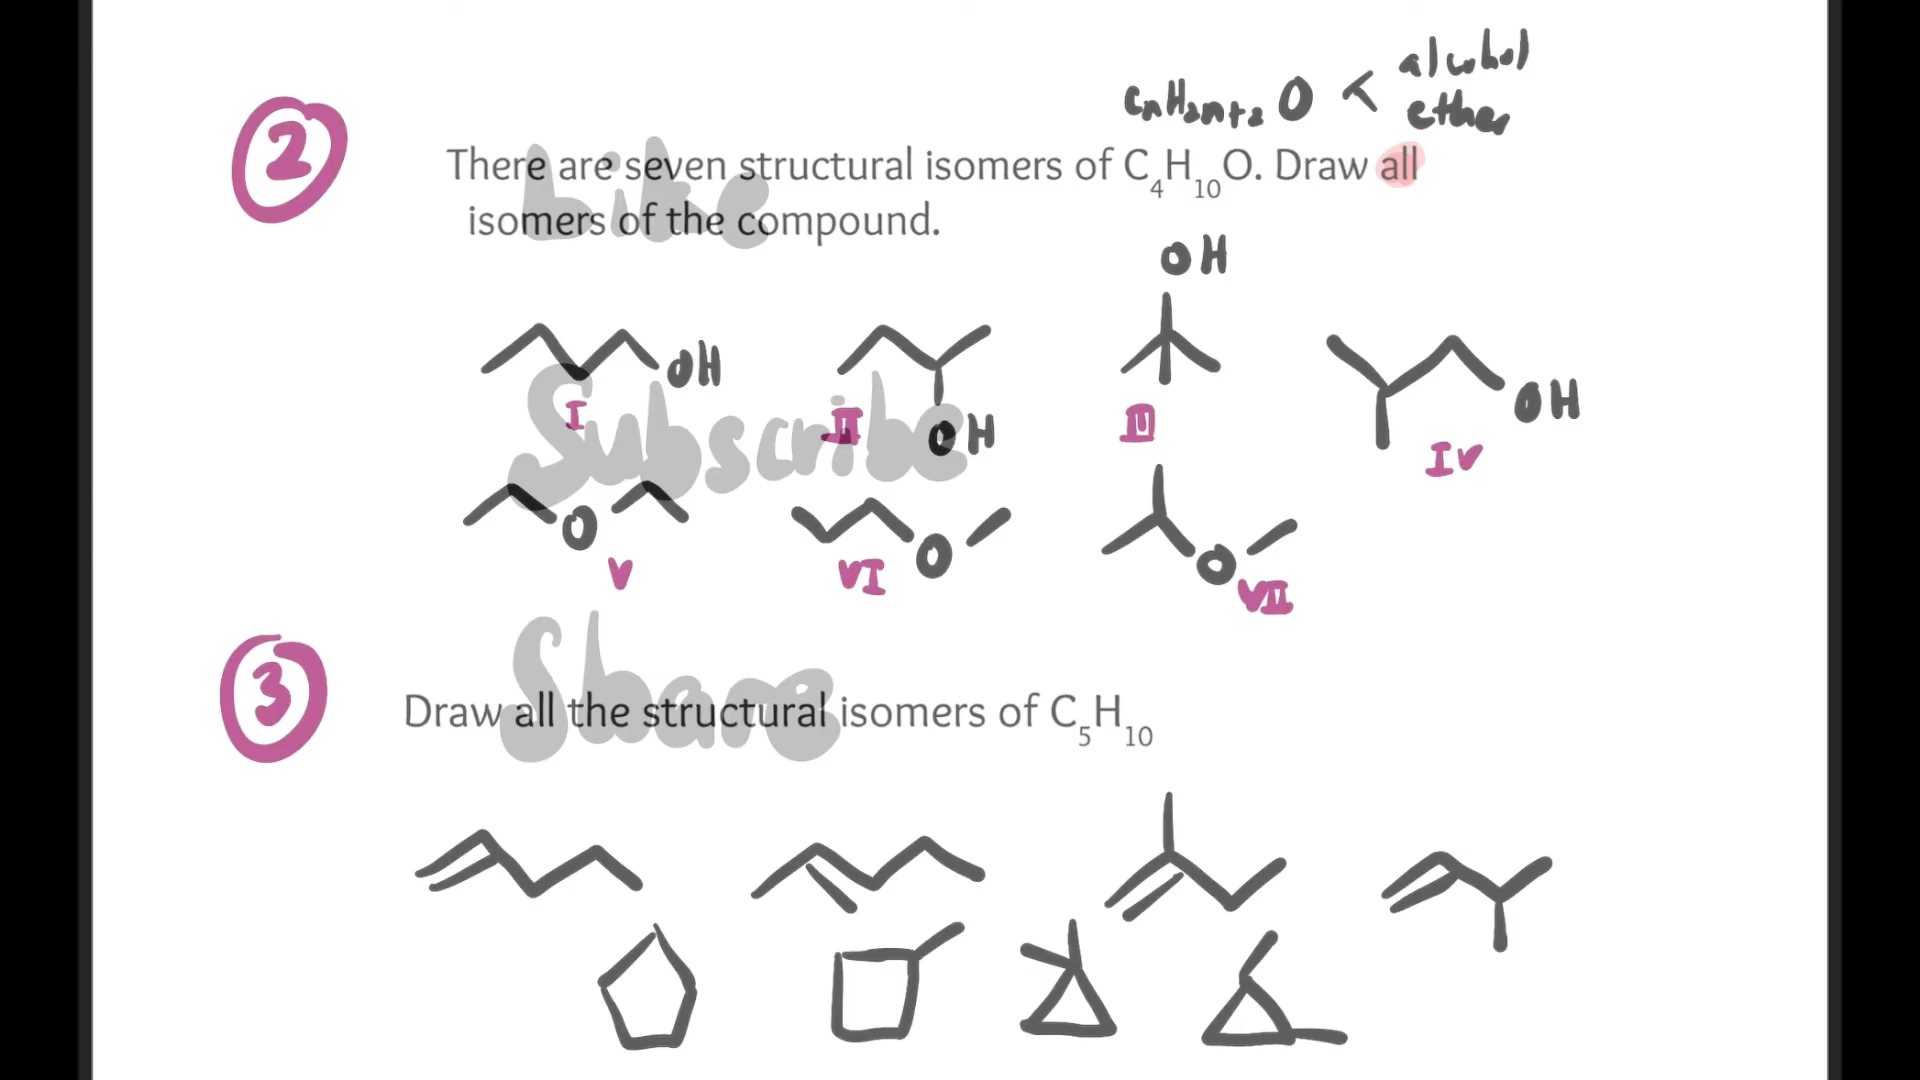 CnH2n+2 O < alcohol
ether
2
There are seven structural isomers of C4H10O. Draw all
isomers of the compound.
Like
OH
OH
OH
OH
I
II
III
IV
Subscribe
O
O
O
V
VI
VII
Share
3
Draw all the structural isomers of C5H10